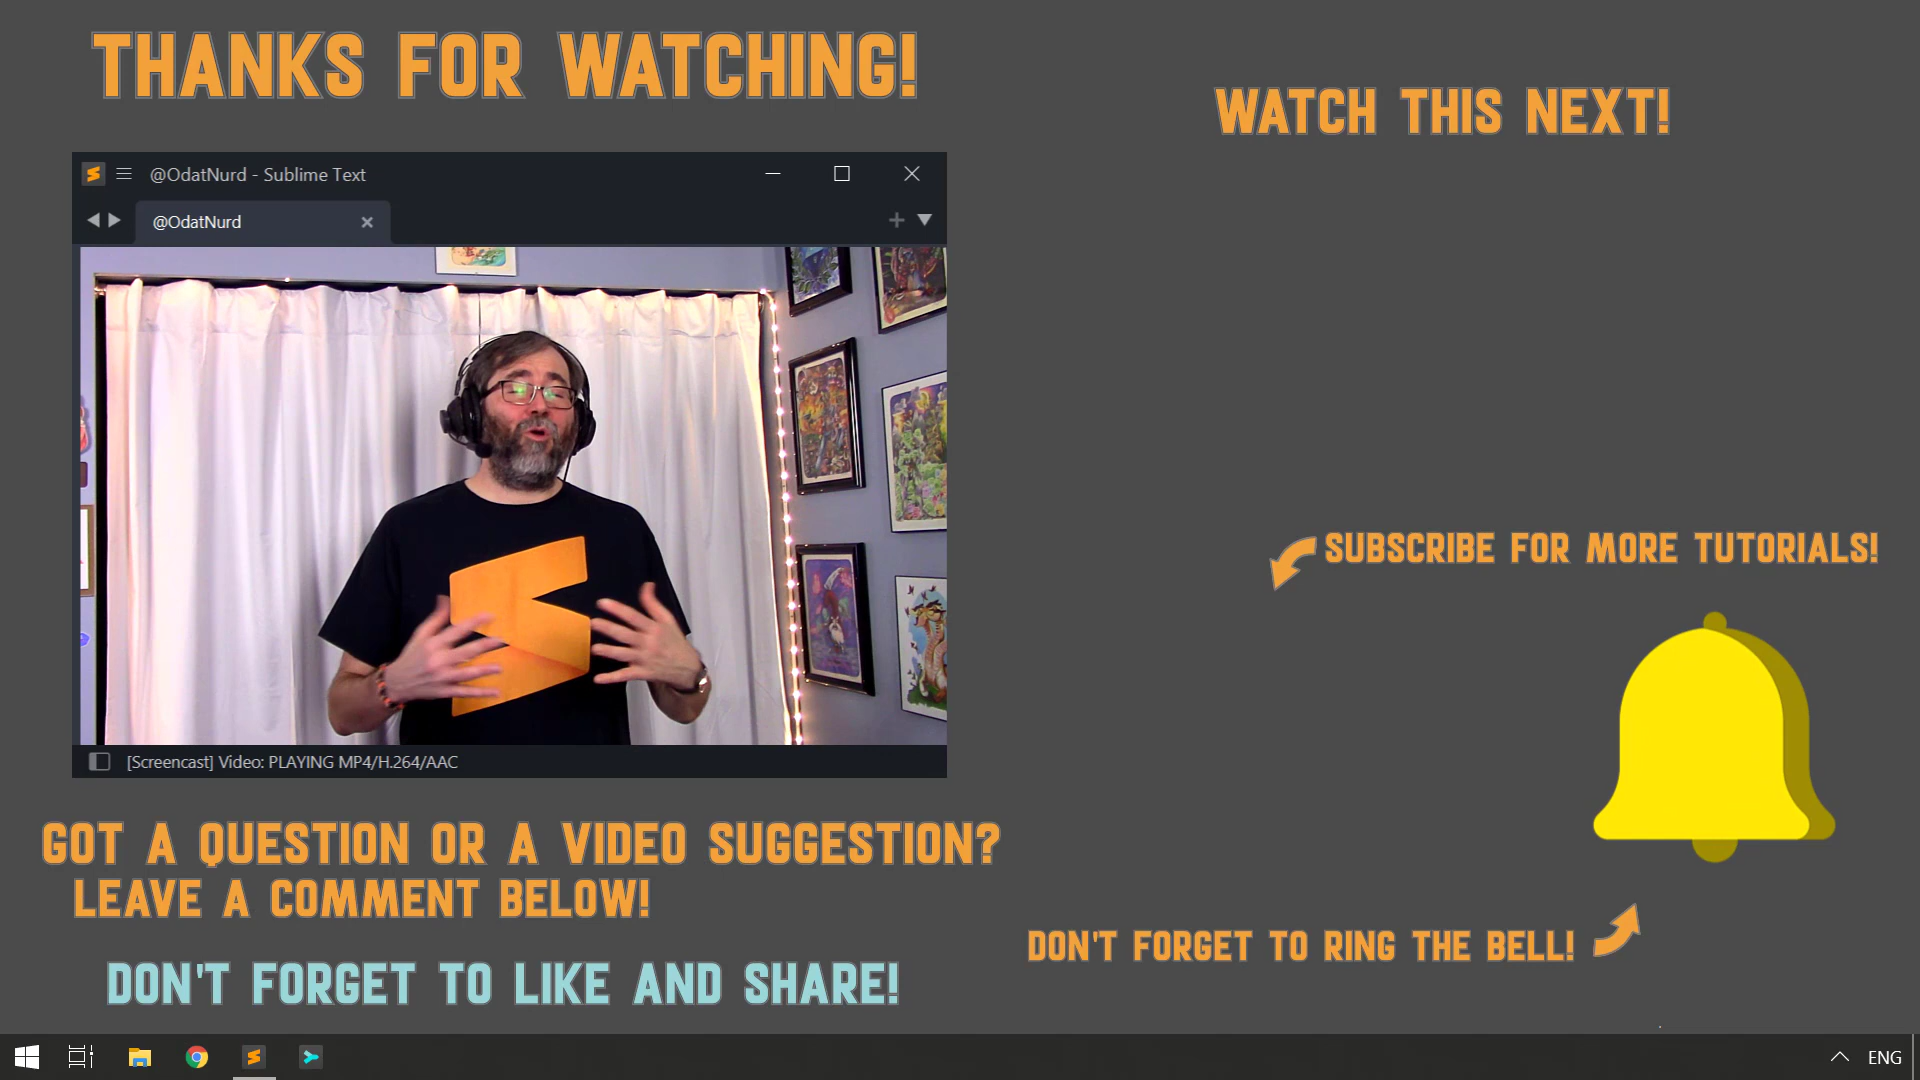 THANKS FOR WATCHING!
WATCH THIS NEXT!
@OdatNurd - Sublime Text
@OdatNurd
[Screencast] Video: PLAYING MP4/H.264/AAC
SUBSCRIBE FOR MORE TUTORIALS!
GOT A QUESTION OR A VIDEO SUGGESTION?
LEAVE A COMMENT BELOW!
DON'T FORGET TO RING THE BELL!
DON'T FORGET TO LIKE AND SHARE!
ENG